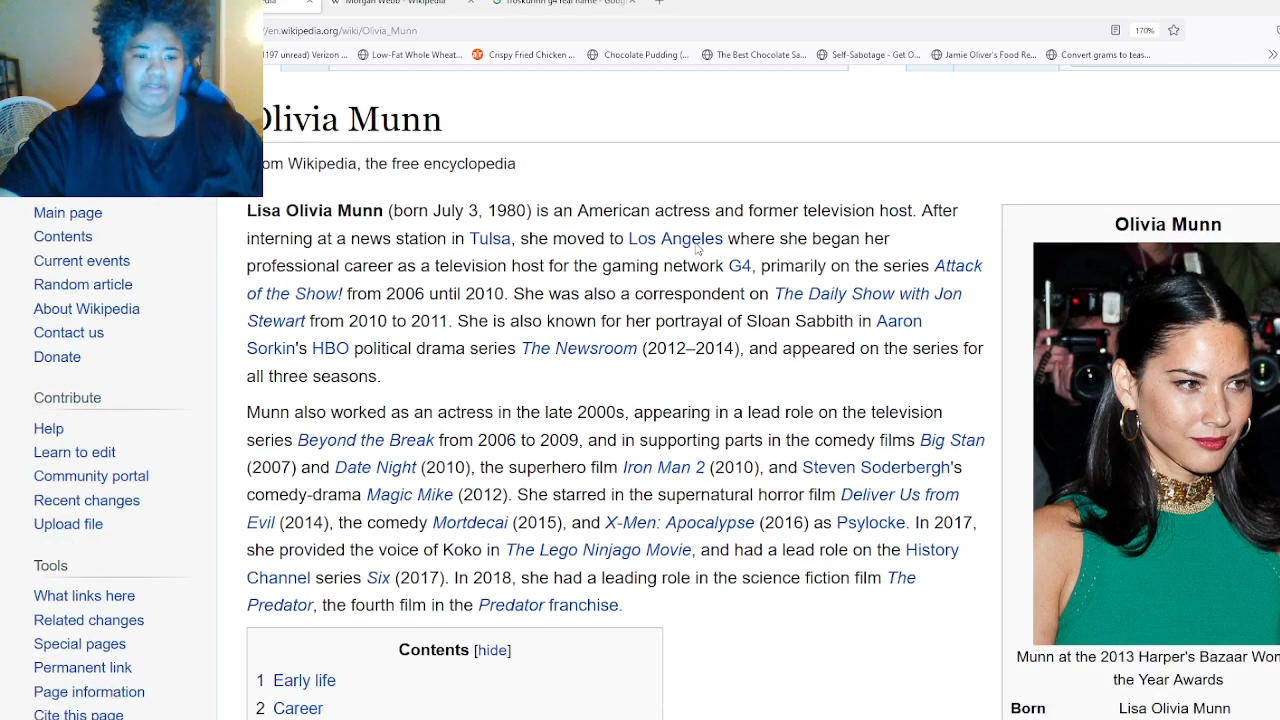 Morgan Webb - Wikipedia
/en.wikipedia.org/wiki/Olivia_Munn
170%
(197 unread) Verizon ...
Low-Fat Whole Wheat...
Crispy Fried Chicken ...
Chocolate Pudding (...
The Best Chocolate Sa...
Self-Sabotage - Get O...
Jamie Oliver's Food Re...
Convert grams to teas...
Olivia Munn
om Wikipedia, the free encyclopedia
Lisa Olivia Munn (born July 3, 1980) is an American actress and former television host. After
interning at a news station in Tulsa, she moved to Los Angeles where she began her
professional career as a television host for the gaming network G4, primarily on the series Attack
of the Show! from 2006 until 2010. She was also a correspondent on The Daily Show with Jon
Stewart from 2010 to 2011. She is also known for her portrayal of Sloan Sabbith in Aaron
Sorkin's HBO political drama series The Newsroom (2012–2014), and appeared on the series for
all three seasons.
Munn also worked as an actress in the late 2000s, appearing in a lead role on the television
series Beyond the Break from 2006 to 2009, and in supporting parts in the comedy films Big Stan
(2007) and Date Night (2010), the superhero film Iron Man 2 (2010), and Steven Soderbergh's
comedy-drama Magic Mike (2012). She starred in the supernatural horror film Deliver Us from
Evil (2014), the comedy Mortdecai (2015), and X-Men: Apocalypse (2016) as Psylocke. In 2017,
she provided the voice of Koko in The Lego Ninjago Movie, and had a lead role on the History
Channel series Six (2017). In 2018, she had a leading role in the science fiction film The
Predator, the fourth film in the Predator franchise.
Contents [hide]
1 Early life
2 Career
Main page
Contents
Current events
Random article
About Wikipedia
Contact us
Donate
Contribute
Help
Learn to edit
Community portal
Recent changes
Upload file
Tools
What links here
Related changes
Special pages
Permanent link
Page information
Cite this page
Olivia Munn
Munn at the 2013 Harper's Bazaar Wom
the Year Awards
Born Lisa Olivia Munn